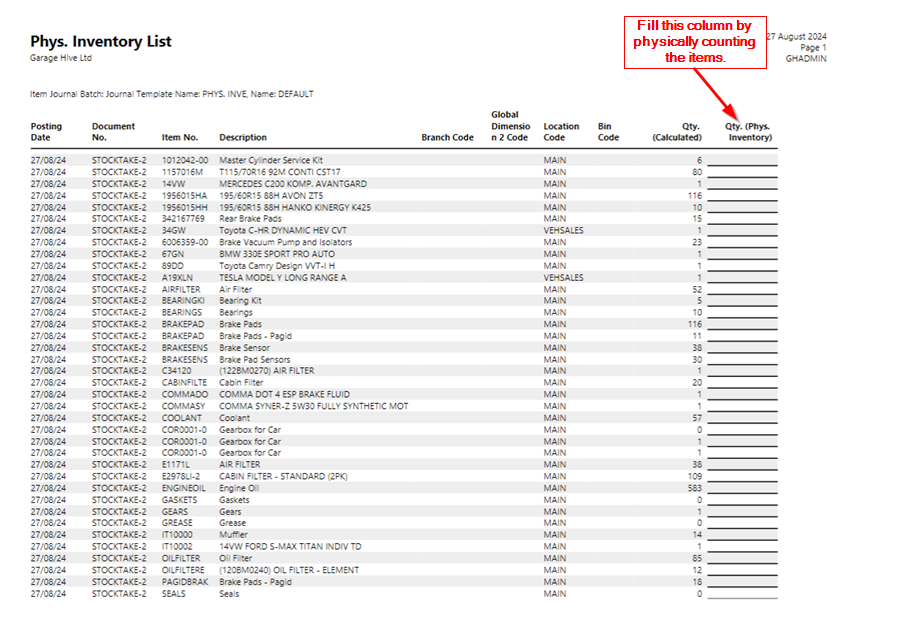 Fill this column by
physically counting
the items.
Phys. Inventory List
27 August 2024
Garage Hive Ltd
Page 1
GHADMIN
Item Journal Batch: Journal Template Name: PHYS. INVE, Name: DEFAULT
Posting Date Document No. Item No. Description Branch Code Global Dimensio n 2 Code Location Code Bin Code Qty. (Calculated) Qty. (Phys. Inventory)
27/08/24 STOCKTAKE-2 1012042-00 Master Cylinder Service Kit MAIN 6
27/08/24 STOCKTAKE-2 1157016M T115/70R16 92M CONTI CST17 MAIN 80
27/08/24 STOCKTAKE-2 14VW MERCEDES C200 KOMP. AVANTGARD MAIN 1
27/08/24 STOCKTAKE-2 1956015HA 195/60R15 88H AVON ZT5 MAIN 116
27/08/24 STOCKTAKE-2 1956015HH 195/60R15 88H HANKO KINERGY K425 MAIN 10
27/08/24 STOCKTAKE-2 342167769 Rear Brake Pads MAIN 15
27/08/24 STOCKTAKE-2 34GW Toyota C-HR DYNAMIC HEV CVT VEHSALES 1
27/08/24 STOCKTAKE-2 6006359-00 Brake Vacuum Pump and Isolators MAIN 23
27/08/24 STOCKTAKE-2 67GN BMW 330E SPORT PRO AUTO MAIN 1
27/08/24 STOCKTAKE-2 89DD Toyota Camry Design VVT-I H MAIN 1
27/08/24 STOCKTAKE-2 A19XLN TESLA MODEL Y LONG RANGE A VEHSALES 1
27/08/24 STOCKTAKE-2 AIRFILTER Air Filter MAIN 52
27/08/24 STOCKTAKE-2 BEARINGKI Bearing Kit MAIN 5
27/08/24 STOCKTAKE-2 BEARINGS Bearings MAIN 10
27/08/24 STOCKTAKE-2 BRAKEPAD Brake Pads MAIN 116
27/08/24 STOCKTAKE-2 BRAKEPAD Brake Pads - Pagid MAIN 11
27/08/24 STOCKTAKE-2 BRAKESENS Brake Sensor MAIN 38
27/08/24 STOCKTAKE-2 BRAKESENS Brake Pad Sensors MAIN 30
27/08/24 STOCKTAKE-2 C34120 (122BM0270) AIR FILTER MAIN 1
27/08/24 STOCKTAKE-2 CABINFILTE Cabin Filter MAIN 20
27/08/24 STOCKTAKE-2 COMMADO COMMA DOT 4 ESP BRAKE FLUID MAIN 1
27/08/24 STOCKTAKE-2 COMMASY COMMA SYNER-Z 5W30 FULLY SYNTHETIC MOT MAIN 1
27/08/24 STOCKTAKE-2 COOLANT Coolant MAIN 57
27/08/24 STOCKTAKE-2 COR0001-0 Gearbox for Car MAIN 0
27/08/24 STOCKTAKE-2 COR0001-0 Gearbox for Car MAIN 1
27/08/24 STOCKTAKE-2 COR0001-0 Gearbox for Car MAIN 1
27/08/24 STOCKTAKE-2 E1171L AIR FILTER MAIN 38
27/08/24 STOCKTAKE-2 E2978LI-2 CABIN FILTER - STANDARD (2PK) MAIN 109
27/08/24 STOCKTAKE-2 ENGINEOIL Engine Oil MAIN 583
27/08/24 STOCKTAKE-2 GASKETS Gaskets MAIN 0
27/08/24 STOCKTAKE-2 GEARS Gears MAIN 1
27/08/24 STOCKTAKE-2 GREASE Grease MAIN 0
27/08/24 STOCKTAKE-2 IT10000 Muffler MAIN 14
27/08/24 STOCKTAKE-2 IT10002 14VW FORD S-MAX TITAN INDIV TD MAIN 1
27/08/24 STOCKTAKE-2 OILFILTER Oil Filter MAIN 85
27/08/24 STOCKTAKE-2 OILFILTERE (120BM0240) OIL FILTER - ELEMENT MAIN 12
27/08/24 STOCKTAKE-2 PAGIDBRAK Brake Pads - Pagid MAIN 18
27/08/24 STOCKTAKE-2 SEALS Seals MAIN 0